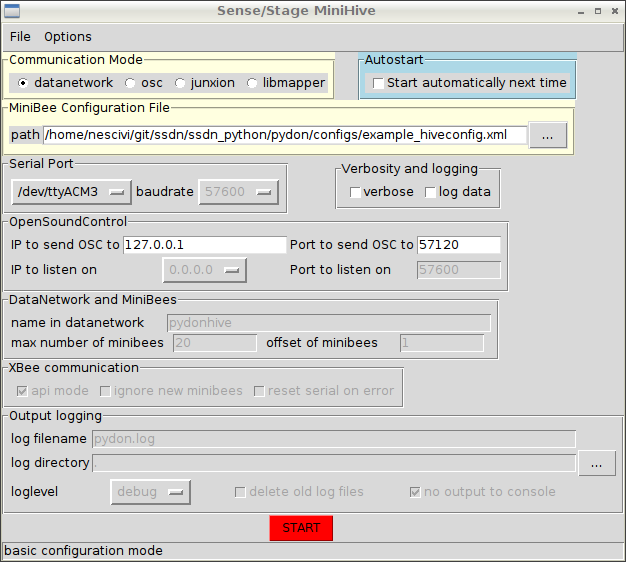 Sense/Stage MiniHive
File Options
Communication Mode
datanetwork osc junxion libmapper
Autostart
Start automatically next time
MiniBee Configuration File
path /home/nescivi/git/ssdn/ssdn_python/pydon/configs/example_hiveconfig.xml ...
Serial Port
/dev/ttyACM3 baudrate 57600
Verbosity and logging
verbose log data
OpenSoundControl
IP to send OSC to 127.0.0.1 Port to send OSC to 57120
IP to listen on 0.0.0.0 Port to listen on 57600
DataNetwork and MiniBees
name in datanetwork pydonhive
max number of minibees 20 offset of minibees 1
XBee communication
api mode ignore new minibees reset serial on error
Output logging
log filename pydon.log
log directory . ...
loglevel debug delete old log files no output to console
START
basic configuration mode